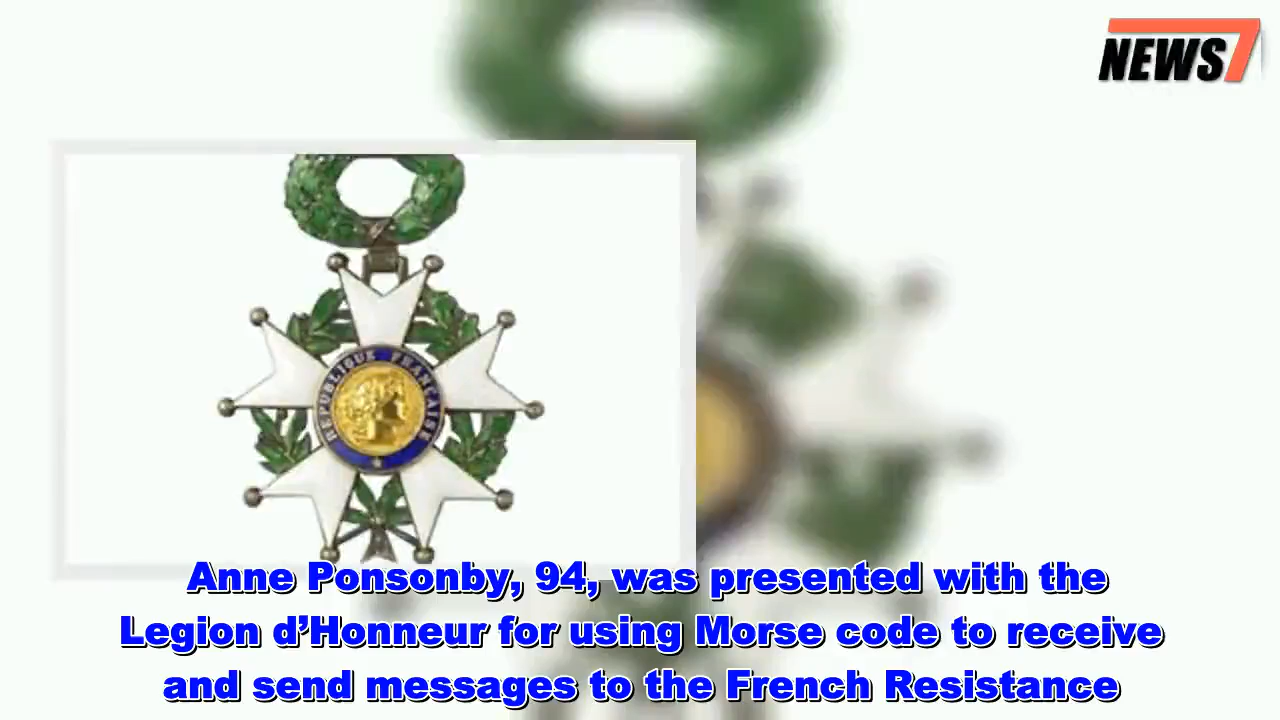 NEWS7
RÉPUBLIQUE FRANÇAISE
Anne Ponsonby, 94, was presented with the
Legion d’Honneur for using Morse code to receive
and send messages to the French Resistance